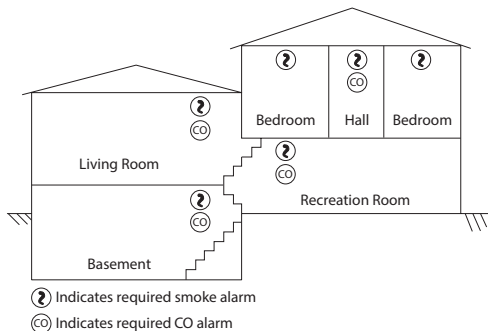 Bedroom
Hall
Bedroom
CO
CO
Living Room
CO
Recreation Room
CO
Basement
Indicates required smoke alarm
CO Indicates required CO alarm